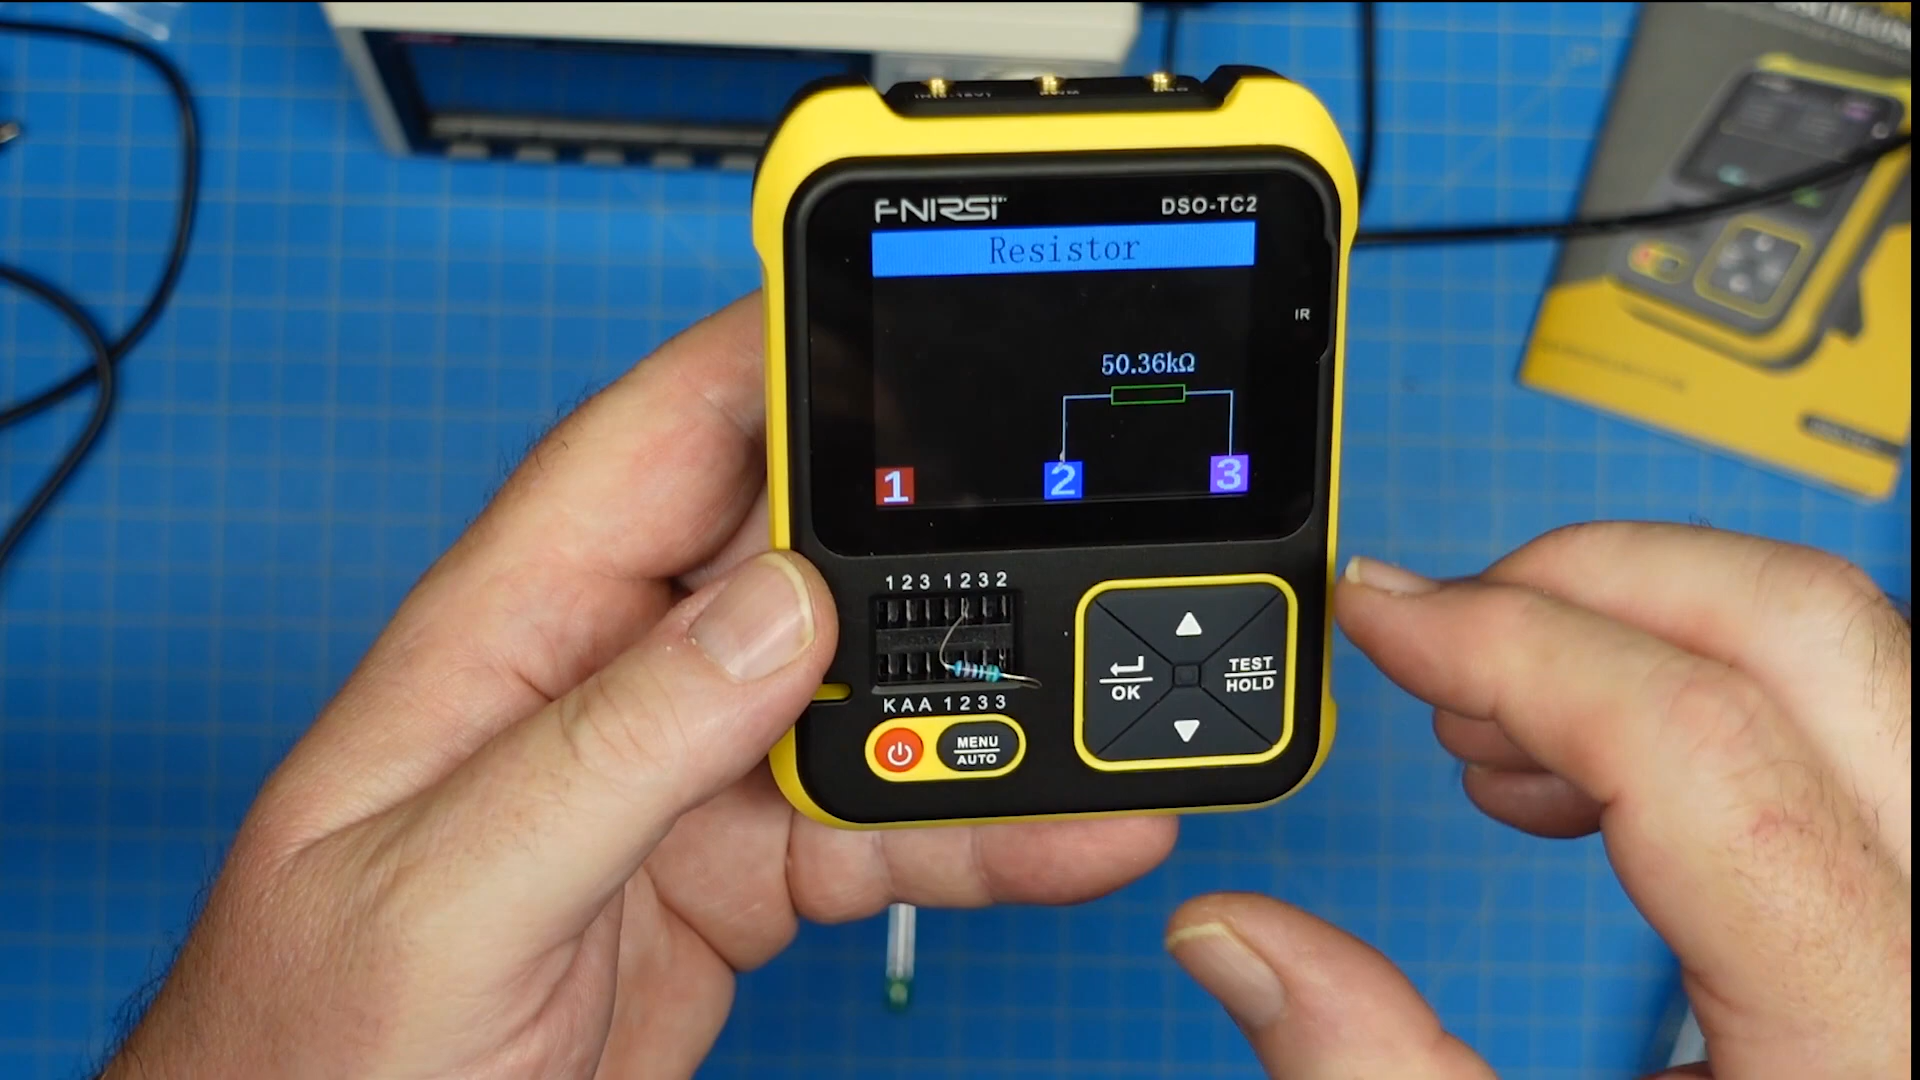 FNIRSI
DSO-TC2
Resistor
IR
50.36kΩ
1
2
3
1 2 3 1 2 3 2
K A A 1 2 3 3
OK
TEST
HOLD
MENU
AUTO